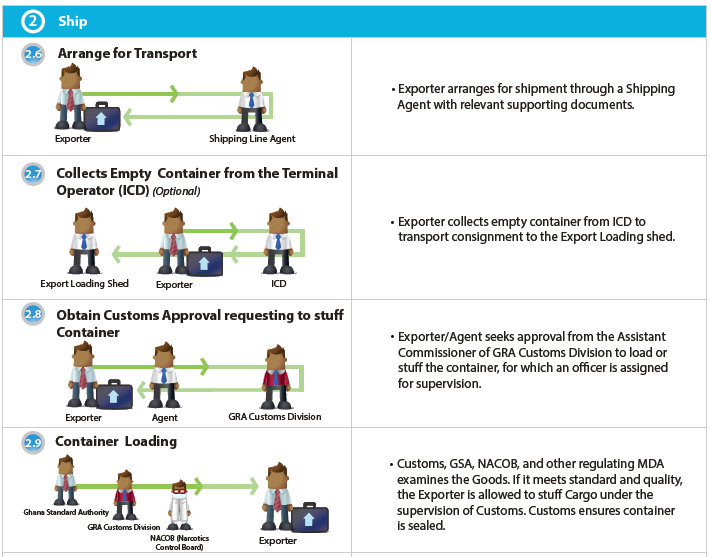 2 Ship
2.6 Arrange for Transport
Exporter
Shipping Line Agent
• Exporter arranges for shipment through a Shipping
Agent with relevant supporting documents.
2.7 Collects Empty Container from the Terminal
Operator (ICD) (Optional)
Export Loading Shed
Exporter
ICD
• Exporter collects empty container from ICD to
transport consignment to the Export Loading shed.
2.8 Obtain Customs Approval requesting to stuff
Container
Exporter
Agent
GRA Customs Division
• Exporter/Agent seeks approval from the Assistant
Commissioner of GRA Customs Division to load or
stuff the container, for which an officer is assigned
for supervision.
2.9 Container Loading
Ghana Standard Authority
GRA Customs Division
NACOB (Narcotics
Control Board)
Exporter
• Customs, GSA, NACOB, and other regulating MDA
examines the Goods. If it meets standard and quality,
the Exporter is allowed to stuff Cargo under the
supervision of Customs. Customs ensures container
is sealed.